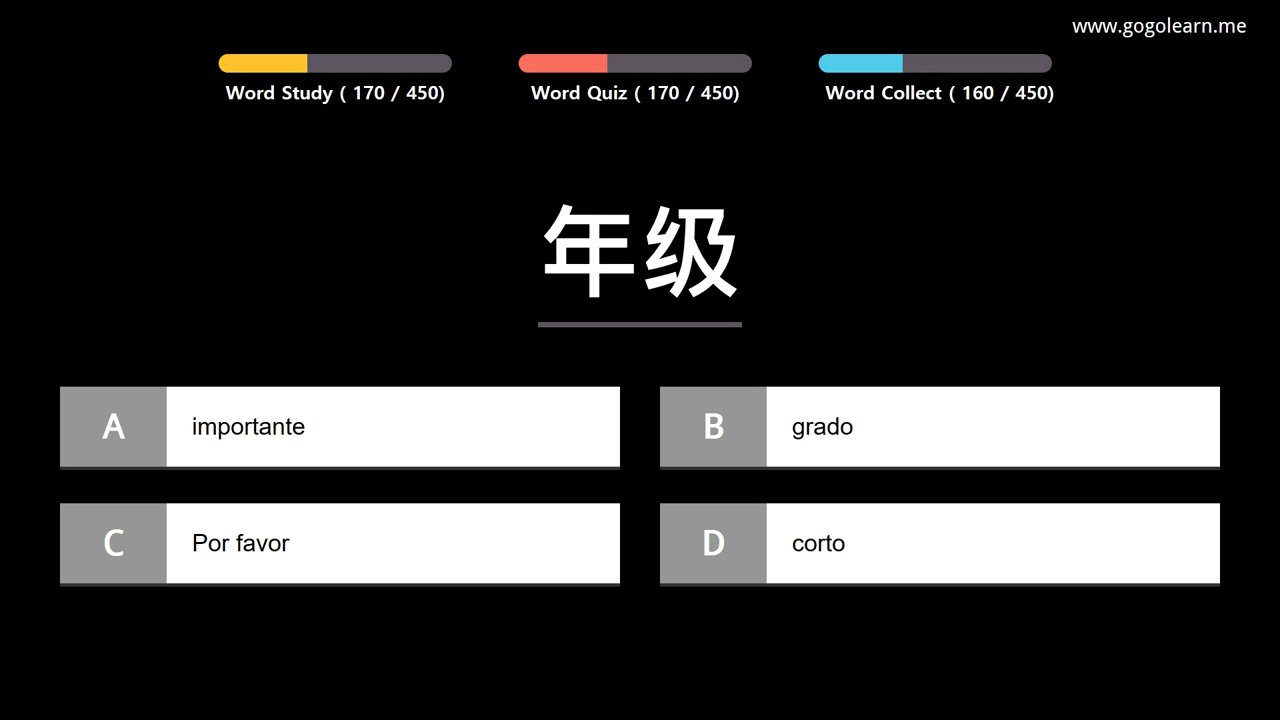 www.gogolearn.me
Word Study ( 170 / 450)
Word Quiz ( 170 / 450)
Word Collect ( 160 / 450)
年级
A importante
B grado
C Por favor
D corto